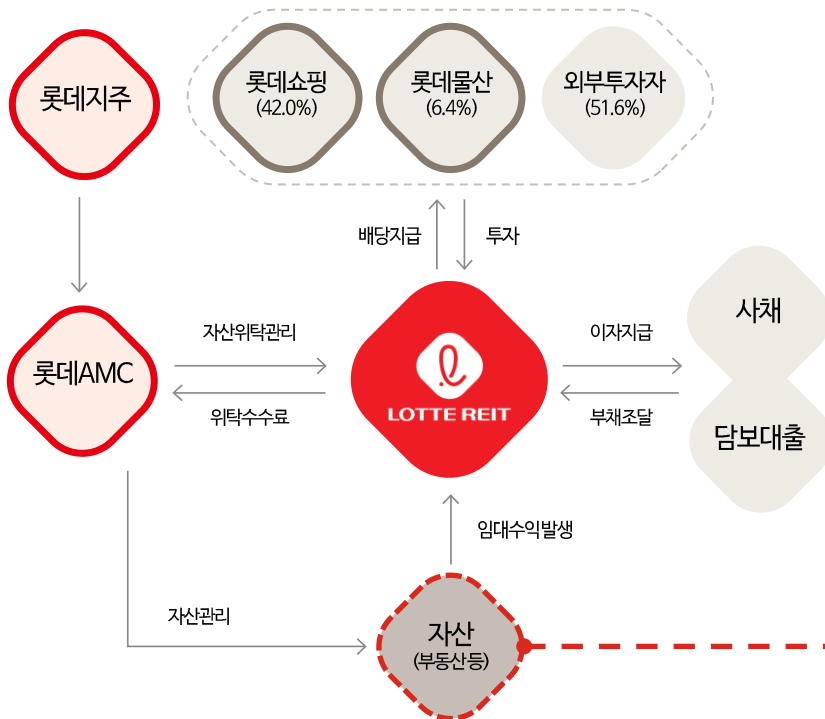 롯데지주
롯데쇼핑
(42.0%)
롯데물산
(6.4%)
외부투자자
(51.6%)
배당지급
투자
롯데AMC
자산위탁관리
위탁수수료
LOTTE REIT
이자지급
부채조달
사채
담보대출
임대수익발생
자산관리
자산
(부동산등)